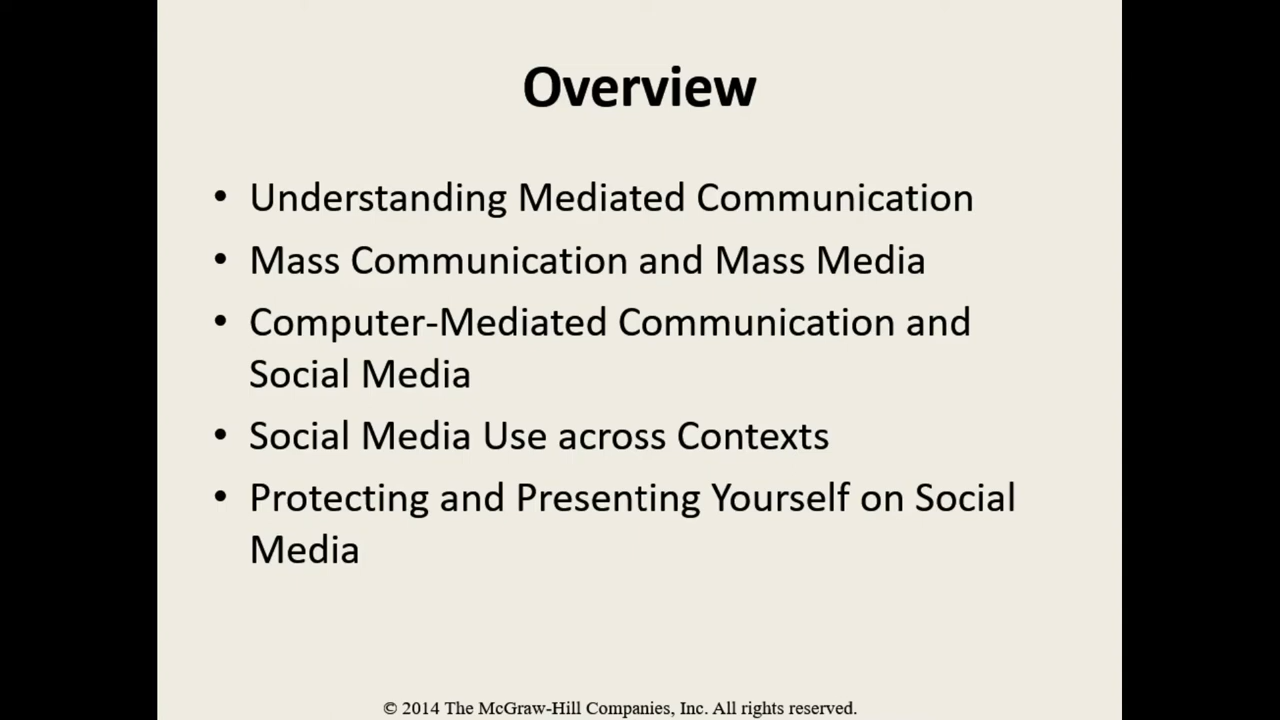 Overview
• Understanding Mediated Communication
• Mass Communication and Mass Media
• Computer-Mediated Communication and
Social Media
• Social Media Use across Contexts
• Protecting and Presenting Yourself on Social
Media
© 2014 The McGraw-Hill Companies, Inc. All rights reserved.